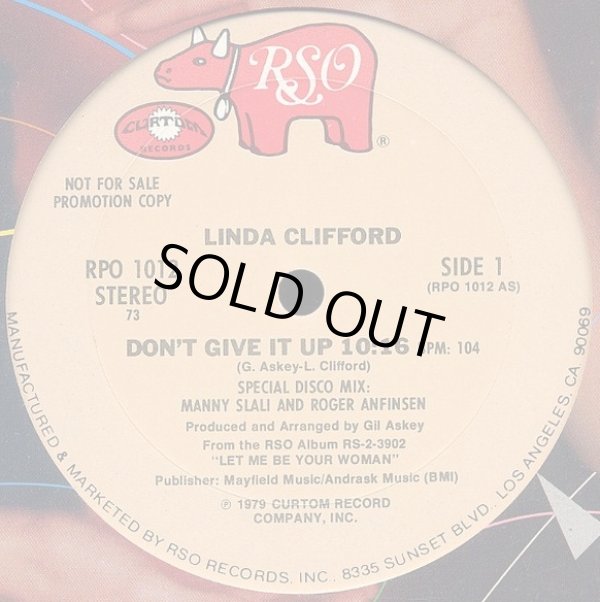 RSO
CURTOM
RECORDS
®
NOT FOR SALE
PROMOTION COPY
LINDA CLIFFORD
RPO 1012
STEREO
73
SIDE 1
(RPO 1012 AS)
SOLD OUT
DON'T GIVE IT UP 10:16 BPM: 104
(G. Askey-L. Clifford)
SPECIAL DISCO MIX:
MANNY SLALI AND ROGER ANFINSEN
Produced and Arranged by Gil Askey
From the RSO Album RS-2-3902
"LET ME BE YOUR WOMAN"
Publisher: Mayfield Music/Andrask Music (BMI)
℗ 1979 CURTOM RECORD
COMPANY, INC.
MANUFACTURED & MARKETED BY RSO RECORDS, INC., 8335 SUNSET BLVD., LOS ANGELES, CA. 90069